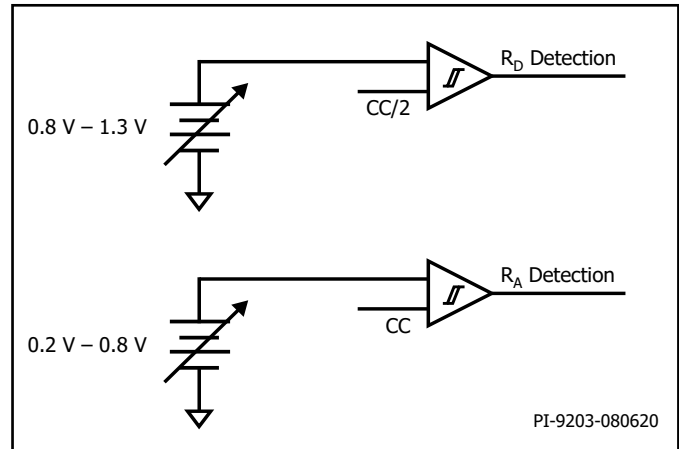 R_D Detection
CC/2
0.8 V – 1.3 V
R_A Detection
CC
0.2 V – 0.8 V
PI-9203-080620